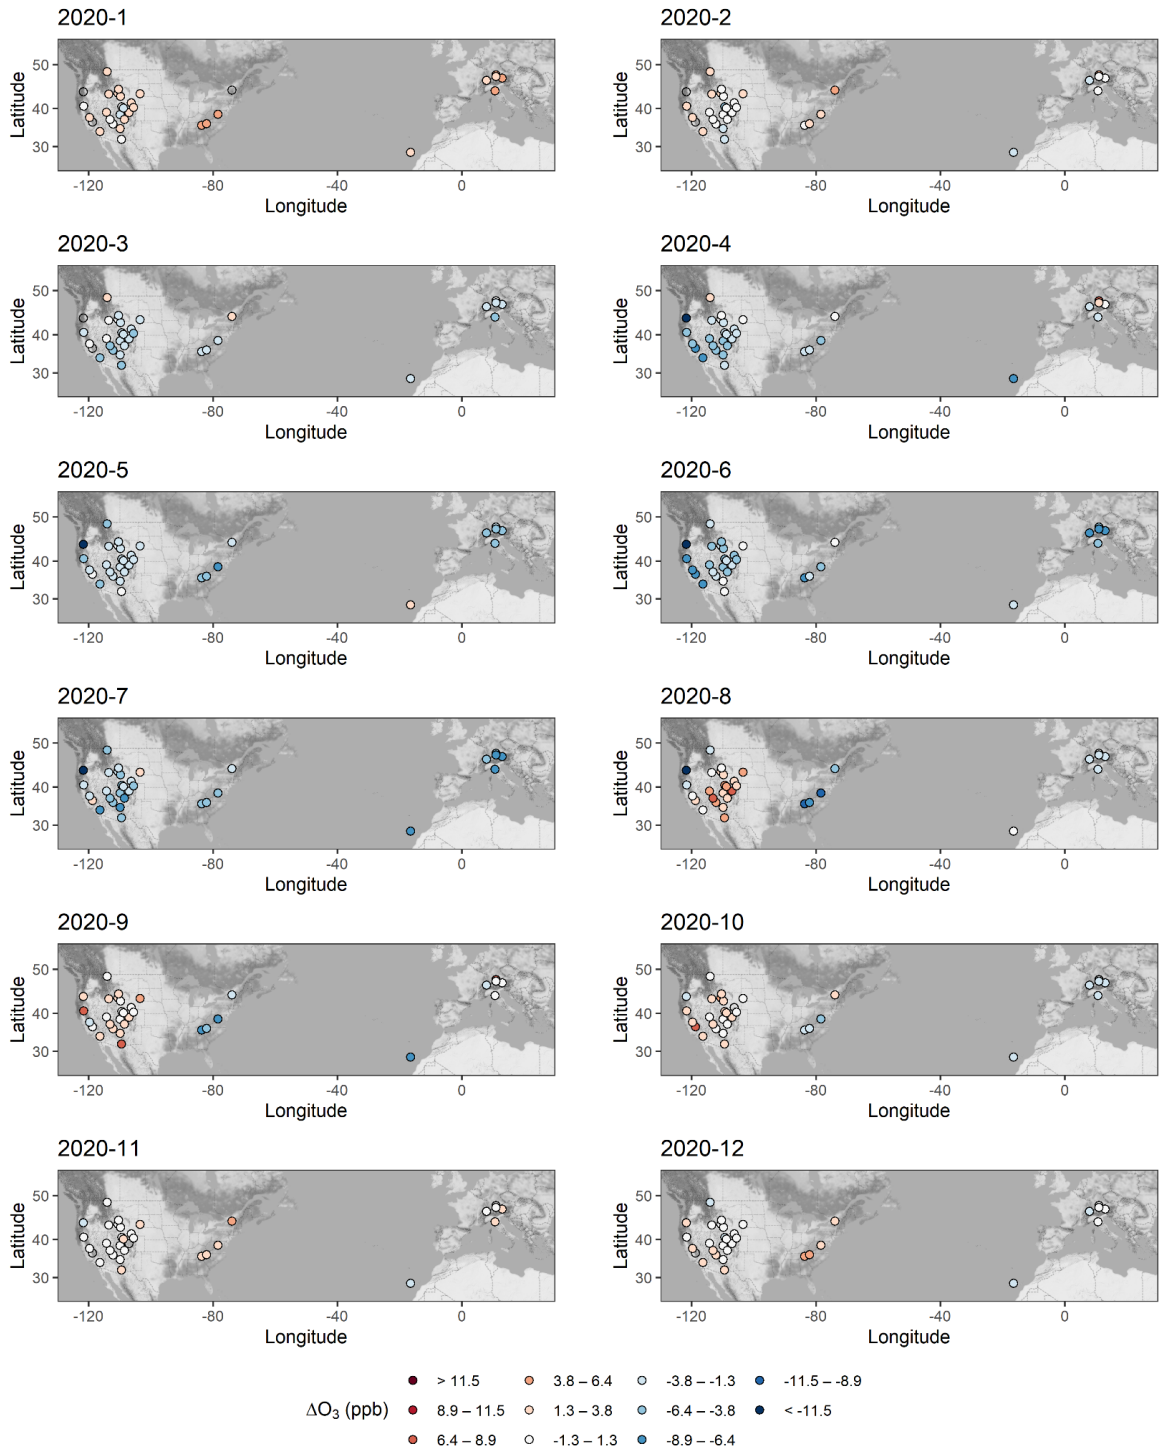 2020-1
2020-2
Latitude
50
40
30
-120
-80
-40
0
Longitude
Latitude
50
40
30
-120
-80
-40
0
Longitude
2020-3
2020-4
Latitude
50
40
30
-120
-80
-40
0
Longitude
Latitude
50
40
30
-120
-80
-40
0
Longitude
2020-5
2020-6
Latitude
50
40
30
-120
-80
-40
0
Longitude
Latitude
50
40
30
-120
-80
-40
0
Longitude
2020-7
2020-8
Latitude
50
40
30
-120
-80
-40
0
Longitude
Latitude
50
40
30
-120
-80
-40
0
Longitude
2020-9
2020-10
Latitude
50
40
30
-120
-80
-40
0
Longitude
Latitude
50
40
30
-120
-80
-40
0
Longitude
2020-11
2020-12
Latitude
50
40
30
-120
-80
-40
0
Longitude
Latitude
50
40
30
-120
-80
-40
0
Longitude
ΔO₃ (ppb)
> 11.5
8.9 – 11.5
6.4 – 8.9
3.8 – 6.4
1.3 – 3.8
-1.3 – 1.3
-3.8 – -1.3
-6.4 – -3.8
-8.9 – -6.4
-11.5 – -8.9
< -11.5